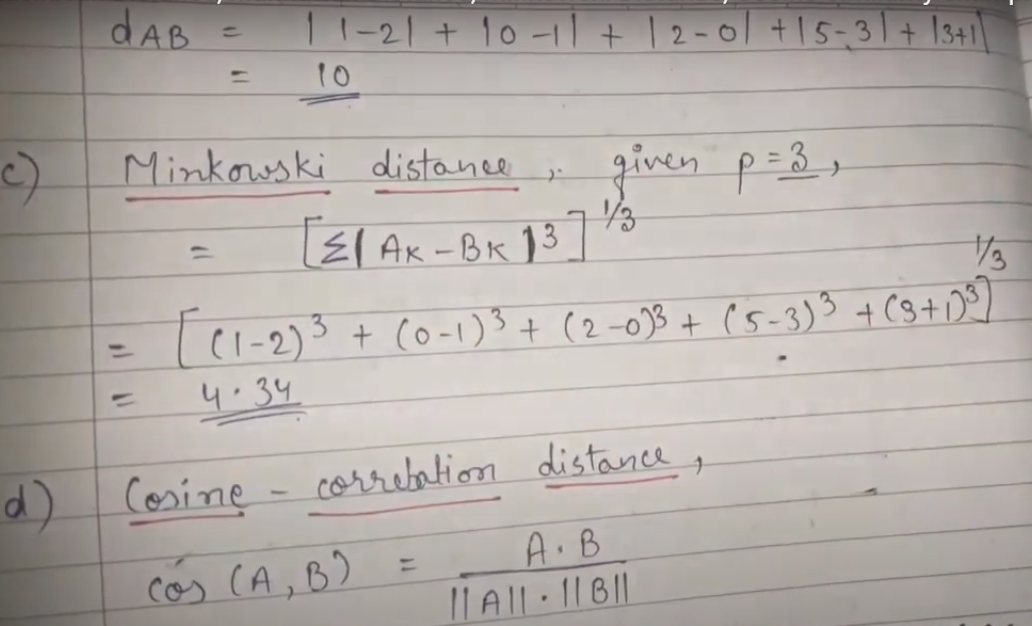 dAB = |1-2| + |0-1| + |2-0| + |5-3| + |3+1|
= 10
c) Minkowski distance, given p = 3,
= [Σ| AK - BK |3]1/3
= [(1-2)3 + (0-1)3 + (2-0)3 + (5-3)3 + (3+1)3]1/3
= 4.34
d) Cosine - correlation distance,
cos (A, B) = A . B
||A|| . ||B||